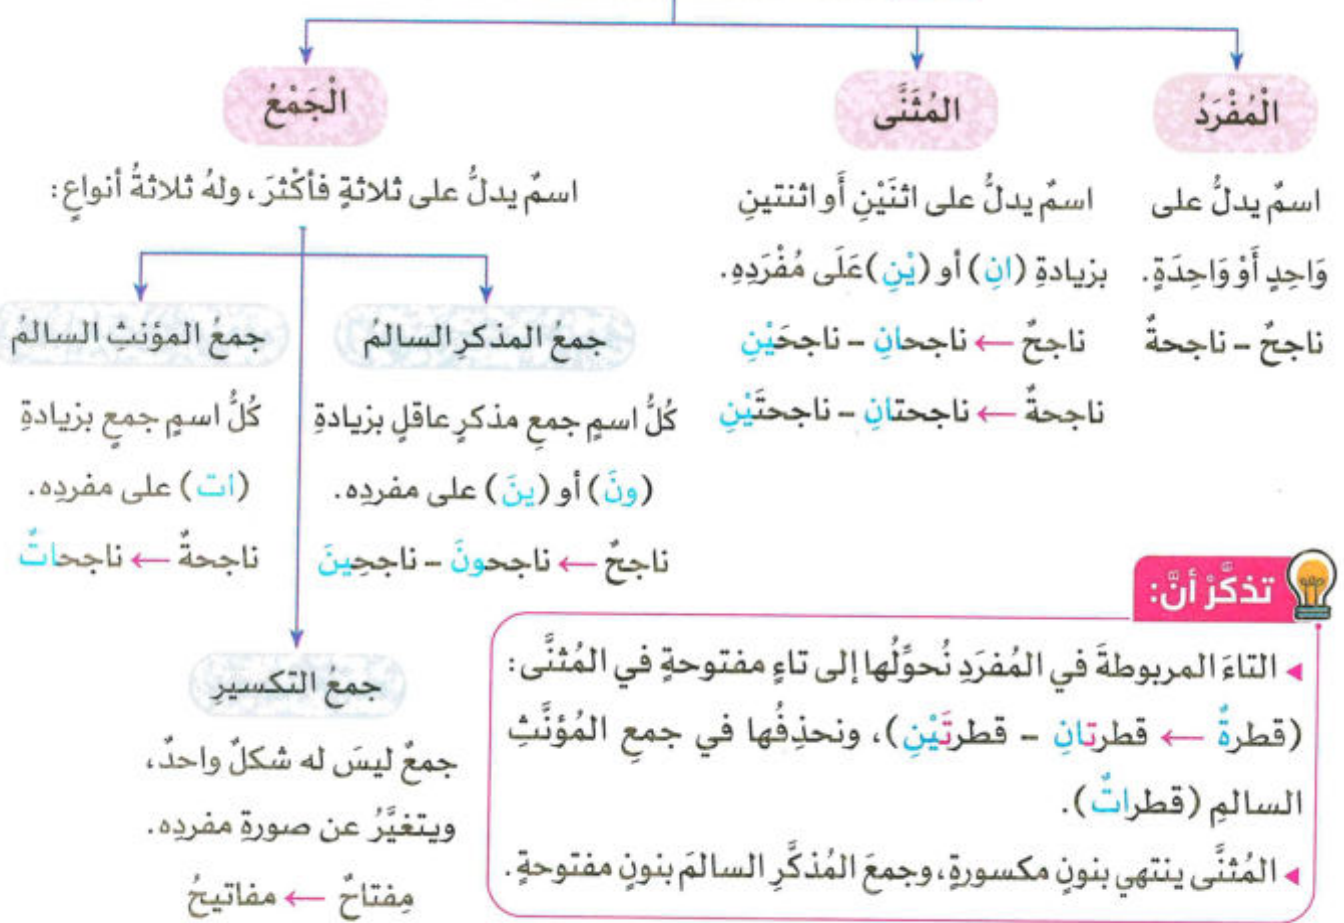 الْمُفْرَدُ
اسمٌ يدلُّ على
وَاحِدٍ أَوْ وَاحِدَةٍ.
ناجحٌ - ناجحةٌ
المُثَنَّى
اسمٌ يدلُّ على اثنَيْنِ أَو اثنتينِ
بزيادةِ (انِ) أو (يْنِ) عَلَى مُفْرَدِهِ.
ناجحٌ ← ناجحانِ - ناجحَيْنِ
ناجحةٌ ← ناجحتانِ - ناجحتَيْنِ
الْجَمْعُ
اسمٌ يدلُّ على ثلاثةٍ فأكْثرَ، ولهُ ثلاثةُ أنواعٍ:
جمعُ المذكرِ السالمُ
كُلُّ اسمٍ جمعِ مذكرٍ عاقلٍ بزيادةِ
(ونَ) أو (ينَ) على مفردِه.
ناجحٌ ← ناجحونَ - ناجحِينَ
جمعُ المؤنثِ السالمُ
كُلُّ اسمٍ جمعٍ بزيادةِ
(ات) على مفردِه.
ناجحةٌ ← ناجحاتٌ
جمعُ التكسيرِ
جمعٌ ليسَ له شكلٌ واحدٌ،
ويتغيَّرُ عن صورةِ مفردِه.
مِفتاحٌ ← مفاتيحُ
تذكَّرْ أنَّ:
التاءَ المربوطةَ في المُفرَدِ نُحوِّلُها إلى تاءٍ مفتوحةٍ في المُثنَّى:
(قطرةٌ ← قطرتانِ - قطرتَيْنِ)، ونحذِفُها في جمعِ المُؤنَّثِ
السالمِ (قطراتٌ).
المُثنَّى ينتهي بنونٍ مكسورةٍ، وجمعَ المُذكَّرِ السالمَ بنونٍ مفتوحةٍ.